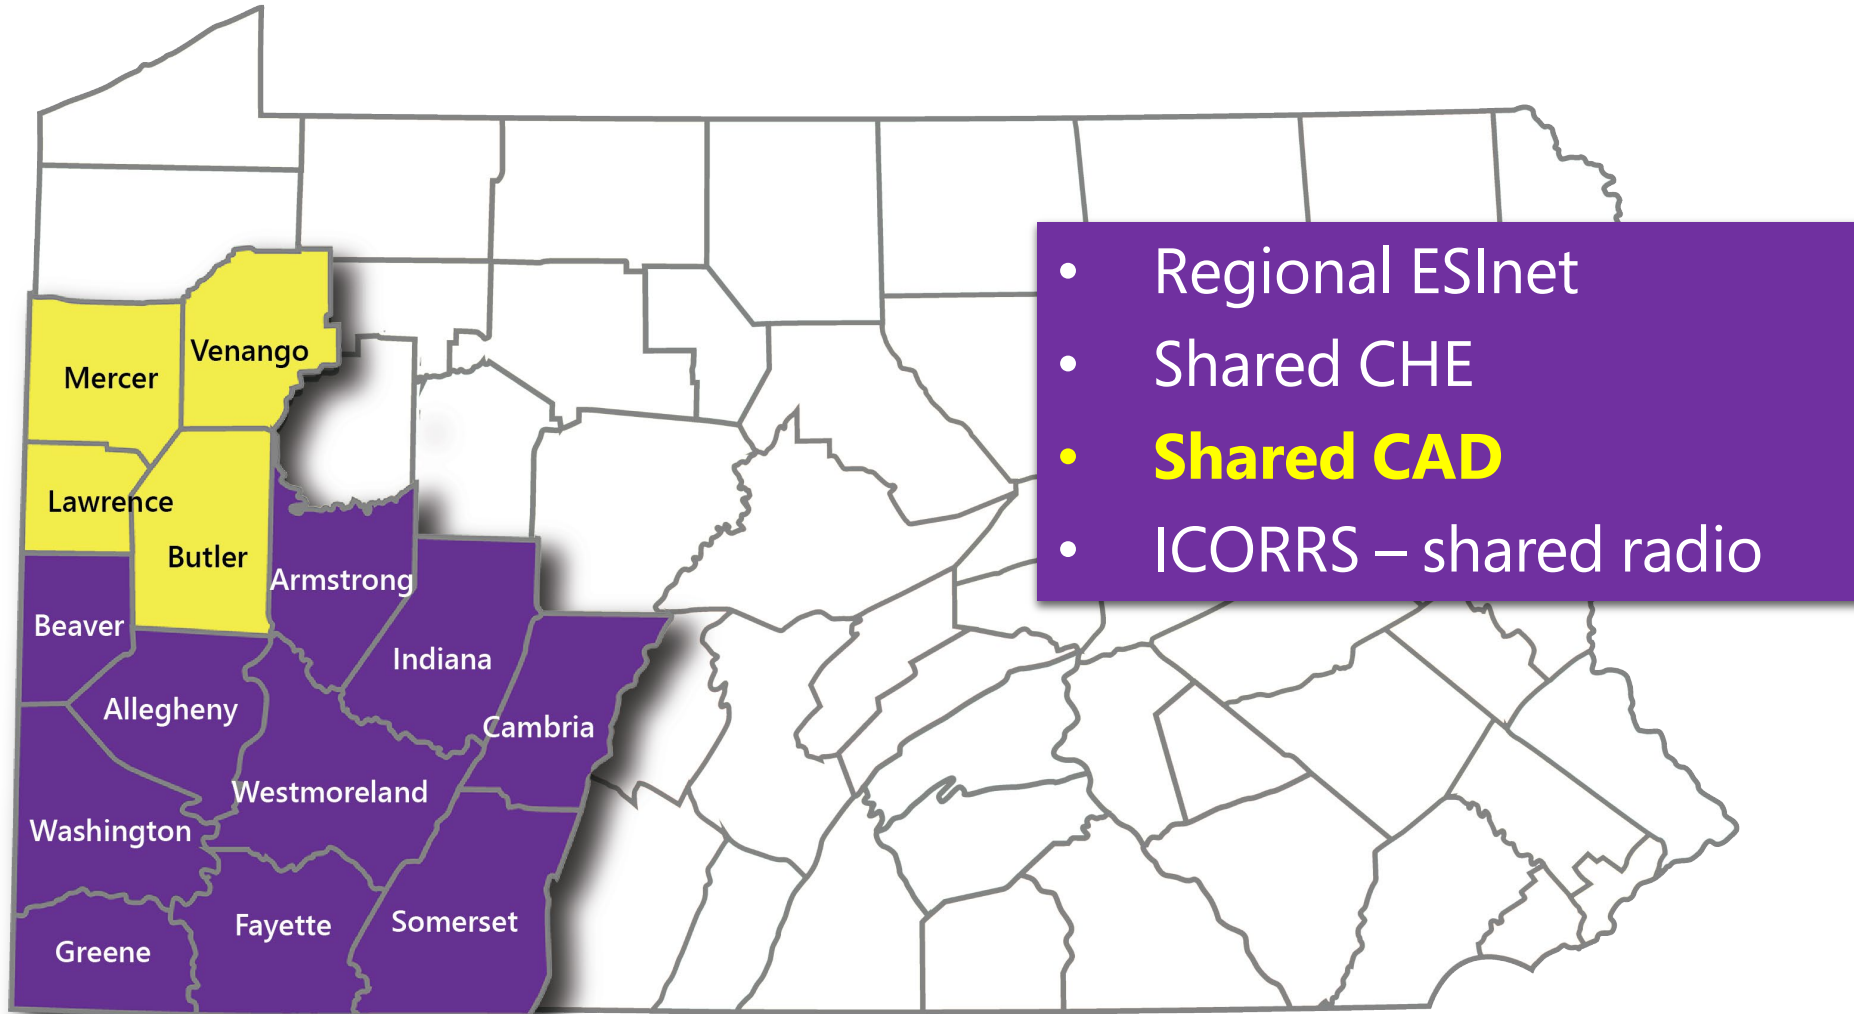 Venango
Mercer
Lawrence
Butler
Armstrong
Beaver
Indiana
Allegheny
Cambria
Westmoreland
Washington
Fayette
Somerset
Greene
• Regional ESInet
• Shared CHE
• Shared CAD
• ICORRS – shared radio